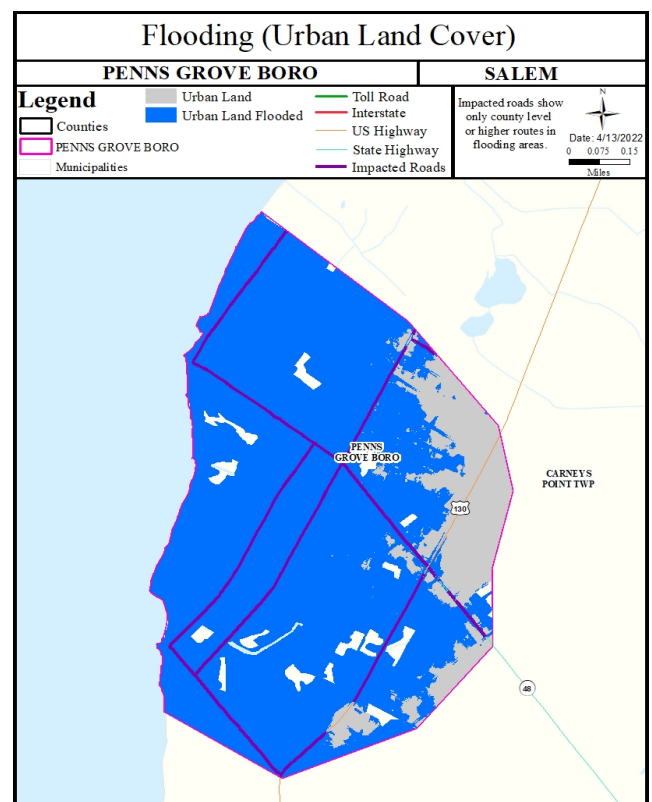 Flooding (Urban Land Cover)
PENNS GROVE BORO
SALEM
Legend
Counties
PENNS GROVE BORO
Municipalities
Urban Land
Urban Land Flooded
Toll Road
Interstate
US Highway
State Highway
Impacted Roads
Impacted roads show
only county level
or higher routes in
flooding areas.
N
Date: 4/13/2022
0 0.075 0.15
Miles
PENNS
GROVE BORO
CARNEYS
POINT TWP
130
48